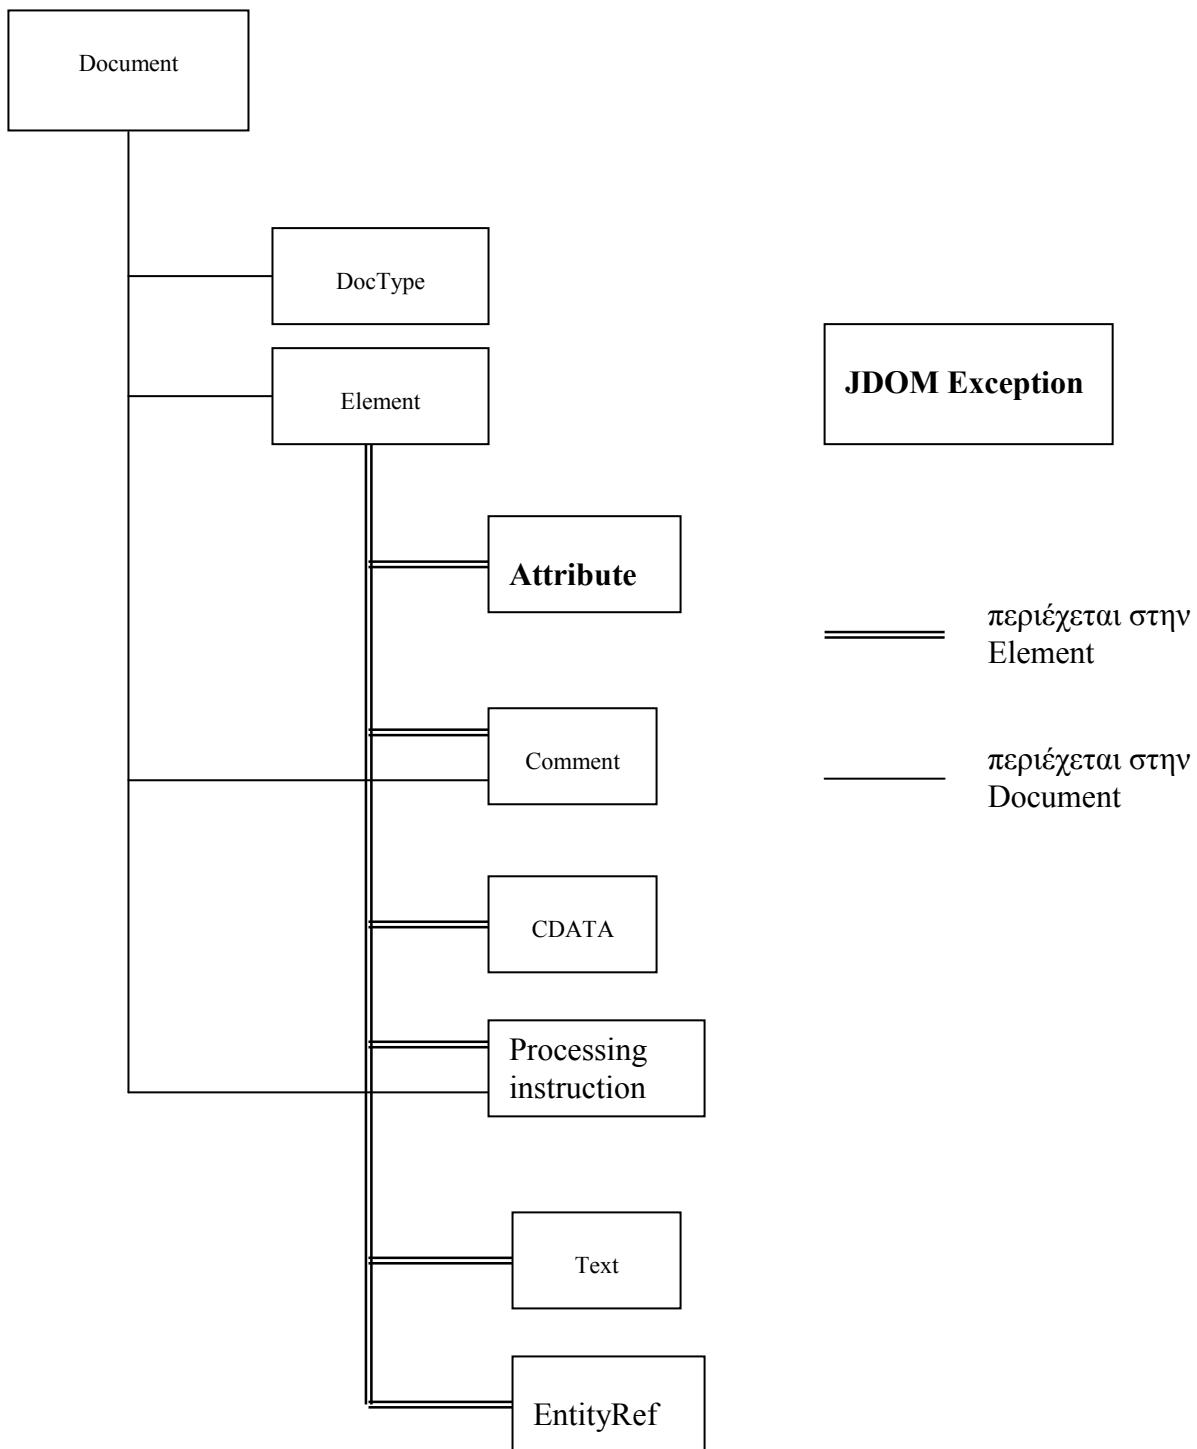 Document
DocType
Element
JDOM Exception
Attribute
περιέχεται στην
Element
Comment
περιέχεται στην
Document
CDATA
Processing
instruction
Text
EntityRef